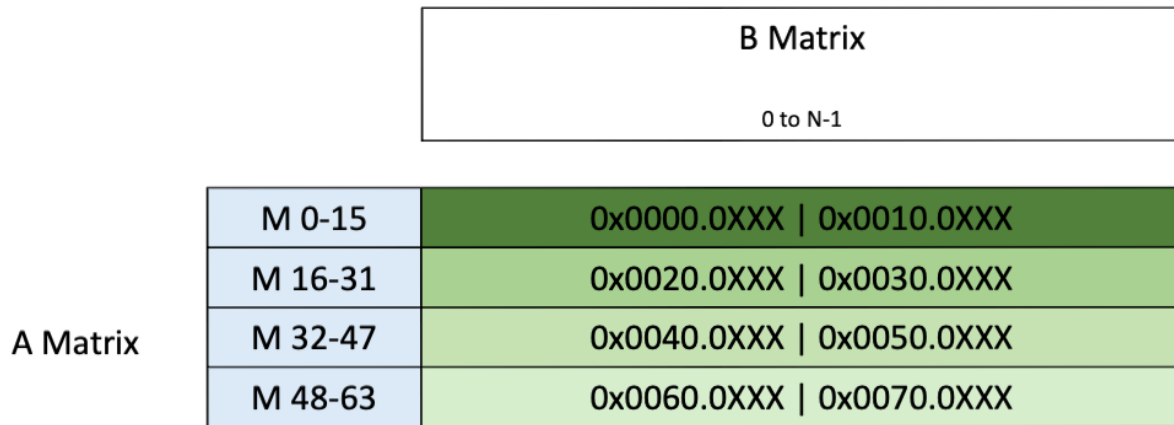 B Matrix
0 to N-1
M 0-15 0x0000.0XXX | 0x0010.0XXX
M 16-31 0x0020.0XXX | 0x0030.0XXX
A Matrix
M 32-47 0x0040.0XXX | 0x0050.0XXX
M 48-63 0x0060.0XXX | 0x0070.0XXX